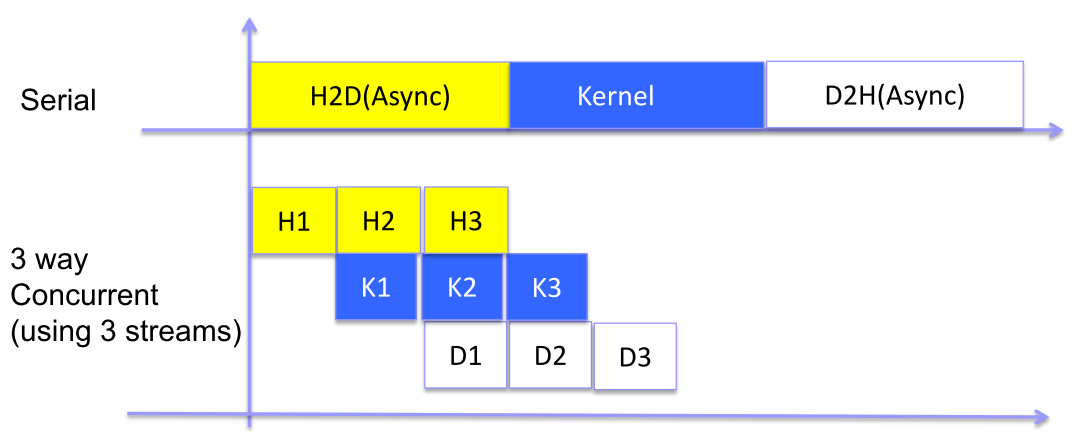 Serial
H2D(Async)
Kernel
D2H(Async)
3 way
Concurrent
(using 3 streams)
H1
H2
H3
K1
K2
K3
D1
D2
D3